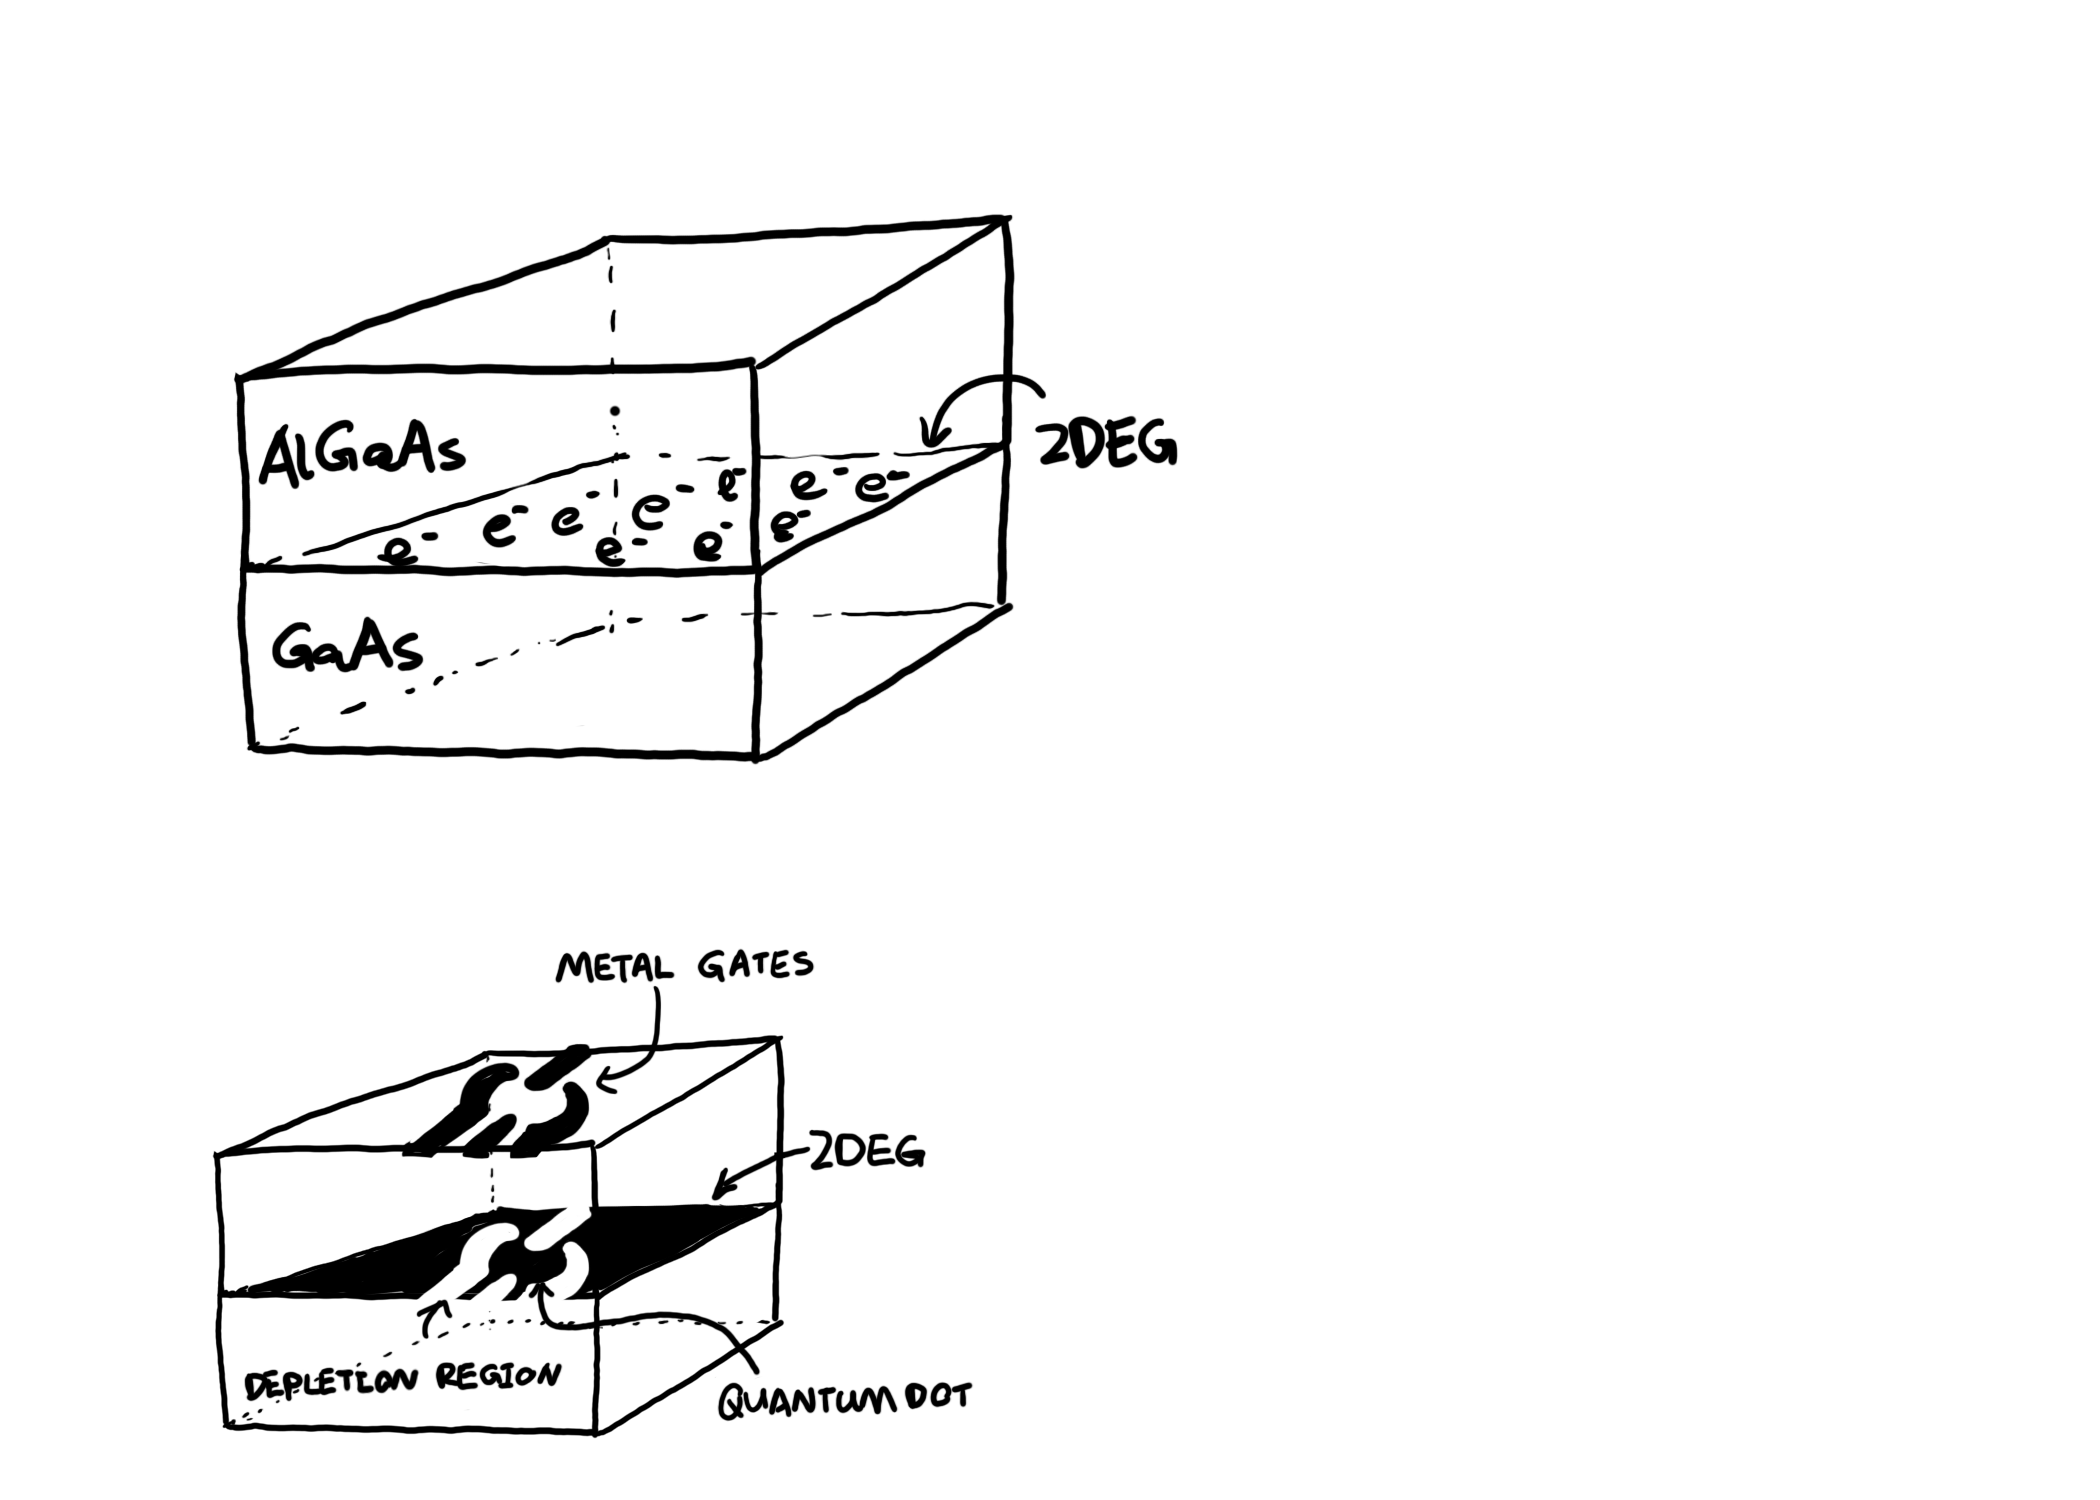 AlGaAs
2DEG
e⁻ e⁻ e⁻
e⁻ e⁻ e⁻ e⁻
e⁻ e⁻ e⁻
GaAs
METAL GATES
2DEG
DEPLETION REGION
QUANTUM DOT